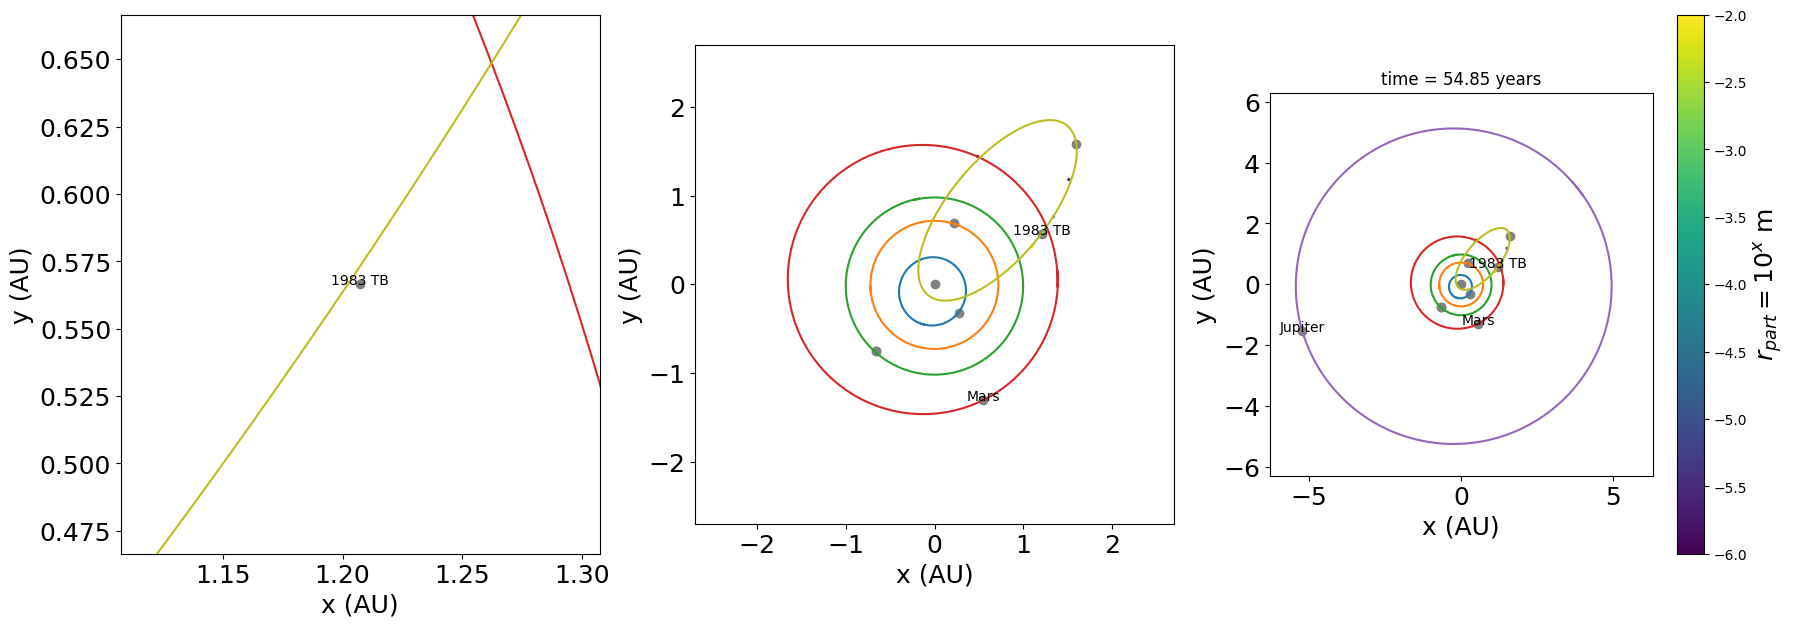 0.650
0.625
0.600
0.575
0.550
0.525
0.500
0.475
y (AU)
1983 TB
1.15 1.20 1.25 1.30
x (AU)
2
1
0
−1
−2
y (AU)
1983 TB
Mars
−2 −1 0 1 2
x (AU)
time = 54.85 years
6
4
2
0
−2
−4
−6
y (AU)
1983 TB
Mars
Jupiter
−5 0 5
x (AU)
−2.0
−2.5
−3.0
−3.5
−4.0
−4.5
−5.0
−5.5
−6.0
r_part = 10^x m